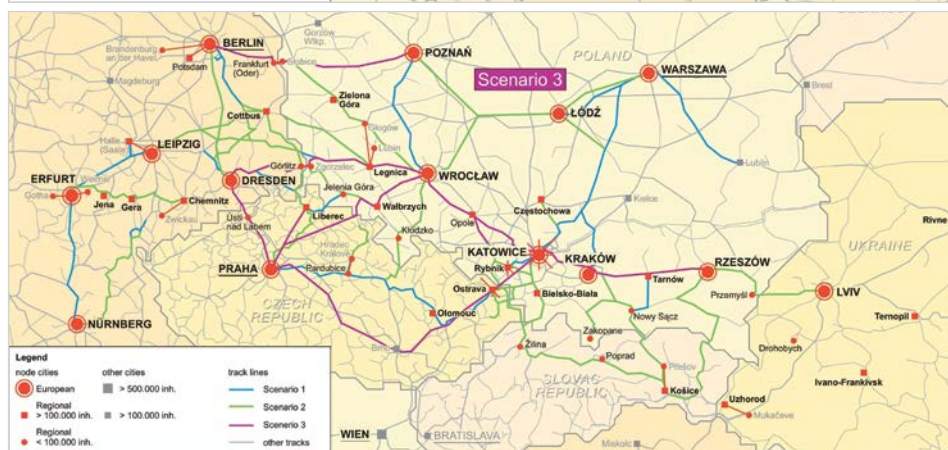 Gorzów
Wlkp.
BERLIN
Brandenburg
an der Havel
Potsdam
Magdeburg
Frankfurt
(Oder)
Słubice
POZNAŃ
POLAND
Scenario 3
WARSZAWA
Brest
Zielona
Góra
Cottbus
ŁÓDŹ
Głogów
Lubin
Halle
(Saale)
LEIPZIG
Görlitz
Zgorzelec
Legnica
WROCŁAW
Lublin
ERFURT
Weimar
Gotha
Jena
Gera
Chemnitz
Zwickau
DRESDEN
Jelenia Góra
Liberec
Wałbrzych
Ústí
nad Labem
Opole
Częstochowa
Kielce
Rivne
UKRAINE
Kłodzko
Hradec
Králové
PRAHA
Pardubice
KATOWICE
KRAKÓW
RZESZÓW
Rybnik
Tarnów
Ostrava
Bielsko-Biała
Przemyśl
LVIV
CZECH
REPUBLIC
Olomouc
Nowy Sącz
Ternopil
NÜRNBERG
Brno
Zakopane
Žilina
Poprad
Drohobych
Prešov
SLOVAC
REPUBLIC
Košice
Ivano-Frankivsk
Uzhorod
Mukačeve
WIEN
BRATISLAVA
Miskolc
Legend
node cities
other cities
track lines
European
> 500.000 inh.
Scenario 1
Regional
> 100.000 inh.
> 100.000 inh.
Scenario 2
Regional
< 100.000 inh.
Scenerio 3
other tracks